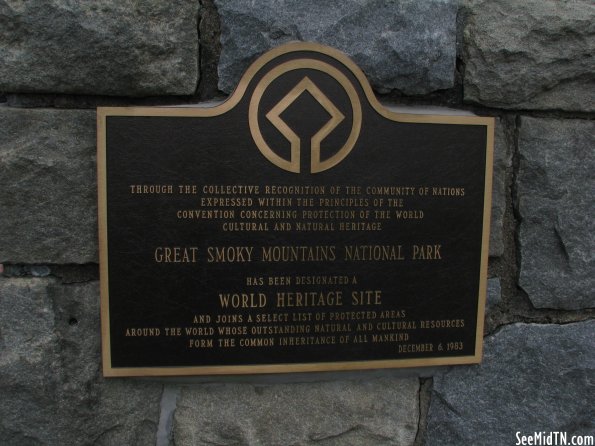 THROUGH THE COLLECTIVE RECOGNITION OF THE COMMUNITY OF NATIONS
EXPRESSED WITHIN THE PRINCIPLES OF THE
CONVENTION CONCERNING PROTECTION OF THE WORLD
CULTURAL AND NATURAL HERITAGE
GREAT SMOKY MOUNTAINS NATIONAL PARK
HAS BEEN DESIGNATED A
WORLD HERITAGE SITE
AND JOINS A SELECT LIST OF PROTECTED AREAS
AROUND THE WORLD WHOSE OUTSTANDING NATURAL AND CULTURAL RESOURCES
FORM THE COMMON INHERITANCE OF ALL MANKIND
DECEMBER 6, 1983
SeeMidTN.com